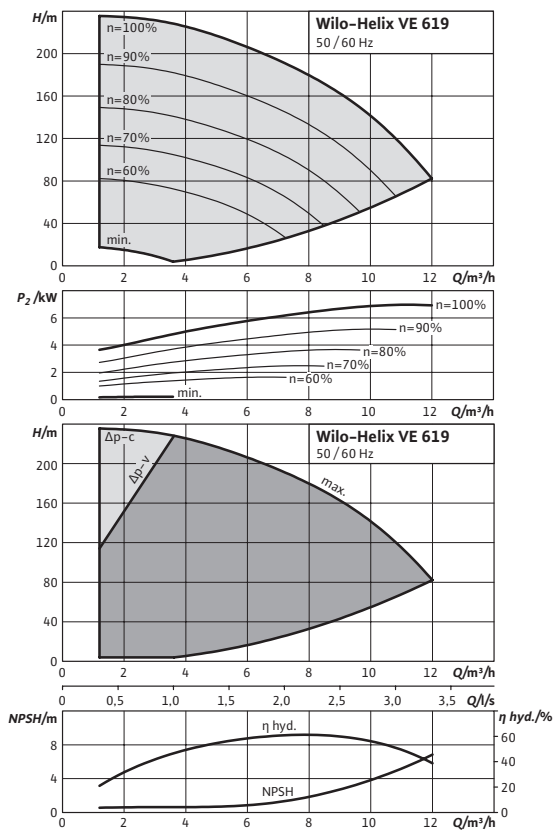 H/m
Wilo-Helix VE 619
50 / 60 Hz
n=100%
200
n=90%
160
n=80%
120
n=70%
80
n=60%
40
min.
0
0 2 4 6 8 10 12 Q/m³/h
P₂ /kW
6
n=100%
n=90%
4
n=80%
n=70%
2
n=60%
min.
0
0 2 4 6 8 10 12 Q/m³/h
H/m
Δp-c
Wilo-Helix VE 619
50 / 60 Hz
Δp-v
max.
200
160
120
80
40
0
0 2 4 6 8 10 Q/m³/h
0 0,5 1,0 1,5 2,0 2,5 3,0 3,5 Q/l/s
NPSH/m
η hyd./%
η hyd.
8
60
40
4
NPSH
20
0
0
0 2 4 6 8 10 12 Q/m³/h